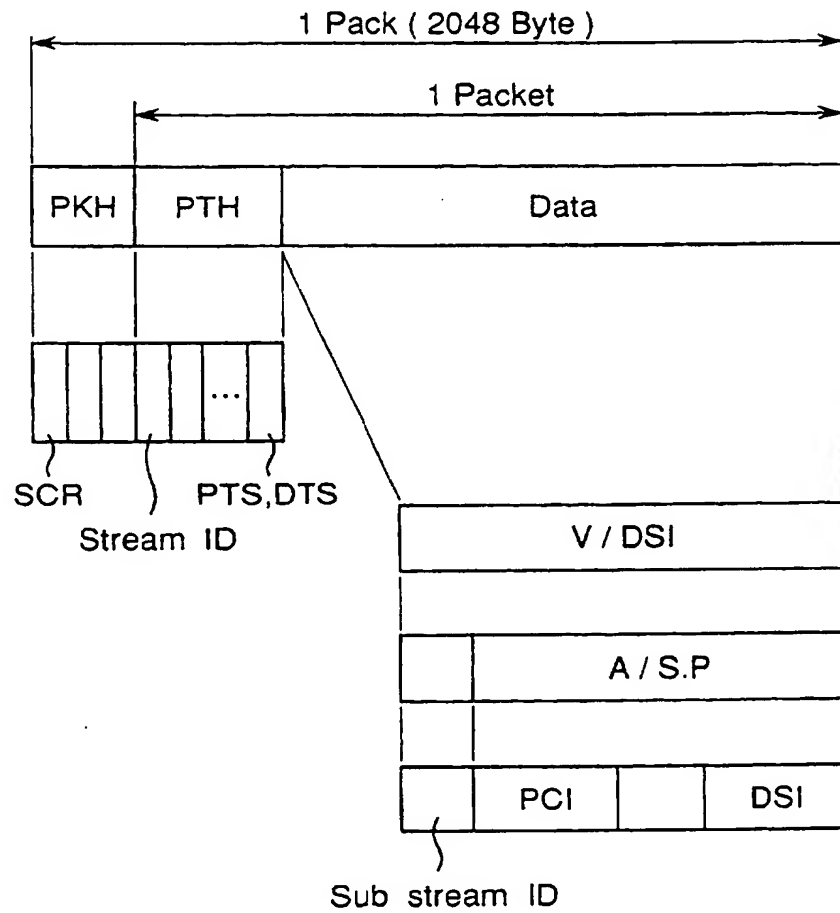 1 Pack ( 2048 Byte )
1 Packet
PKH PTH Data
...
SCR PTS,DTS
Stream ID
V / DSI
A / S.P
PCI DSI
Sub stream ID